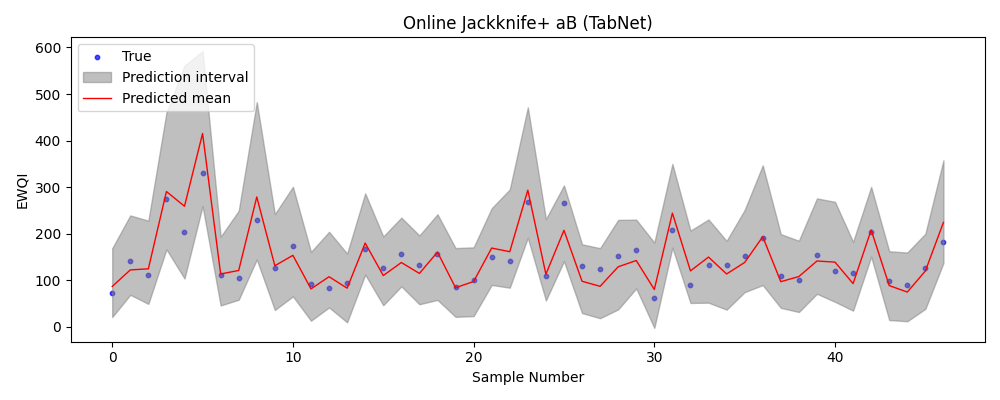 Online Jackknife+ aB (TabNet)
True
Prediction interval
Predicted mean
600
500
400
300
200
100
0
EWQI
0 10 20 30 40
Sample Number